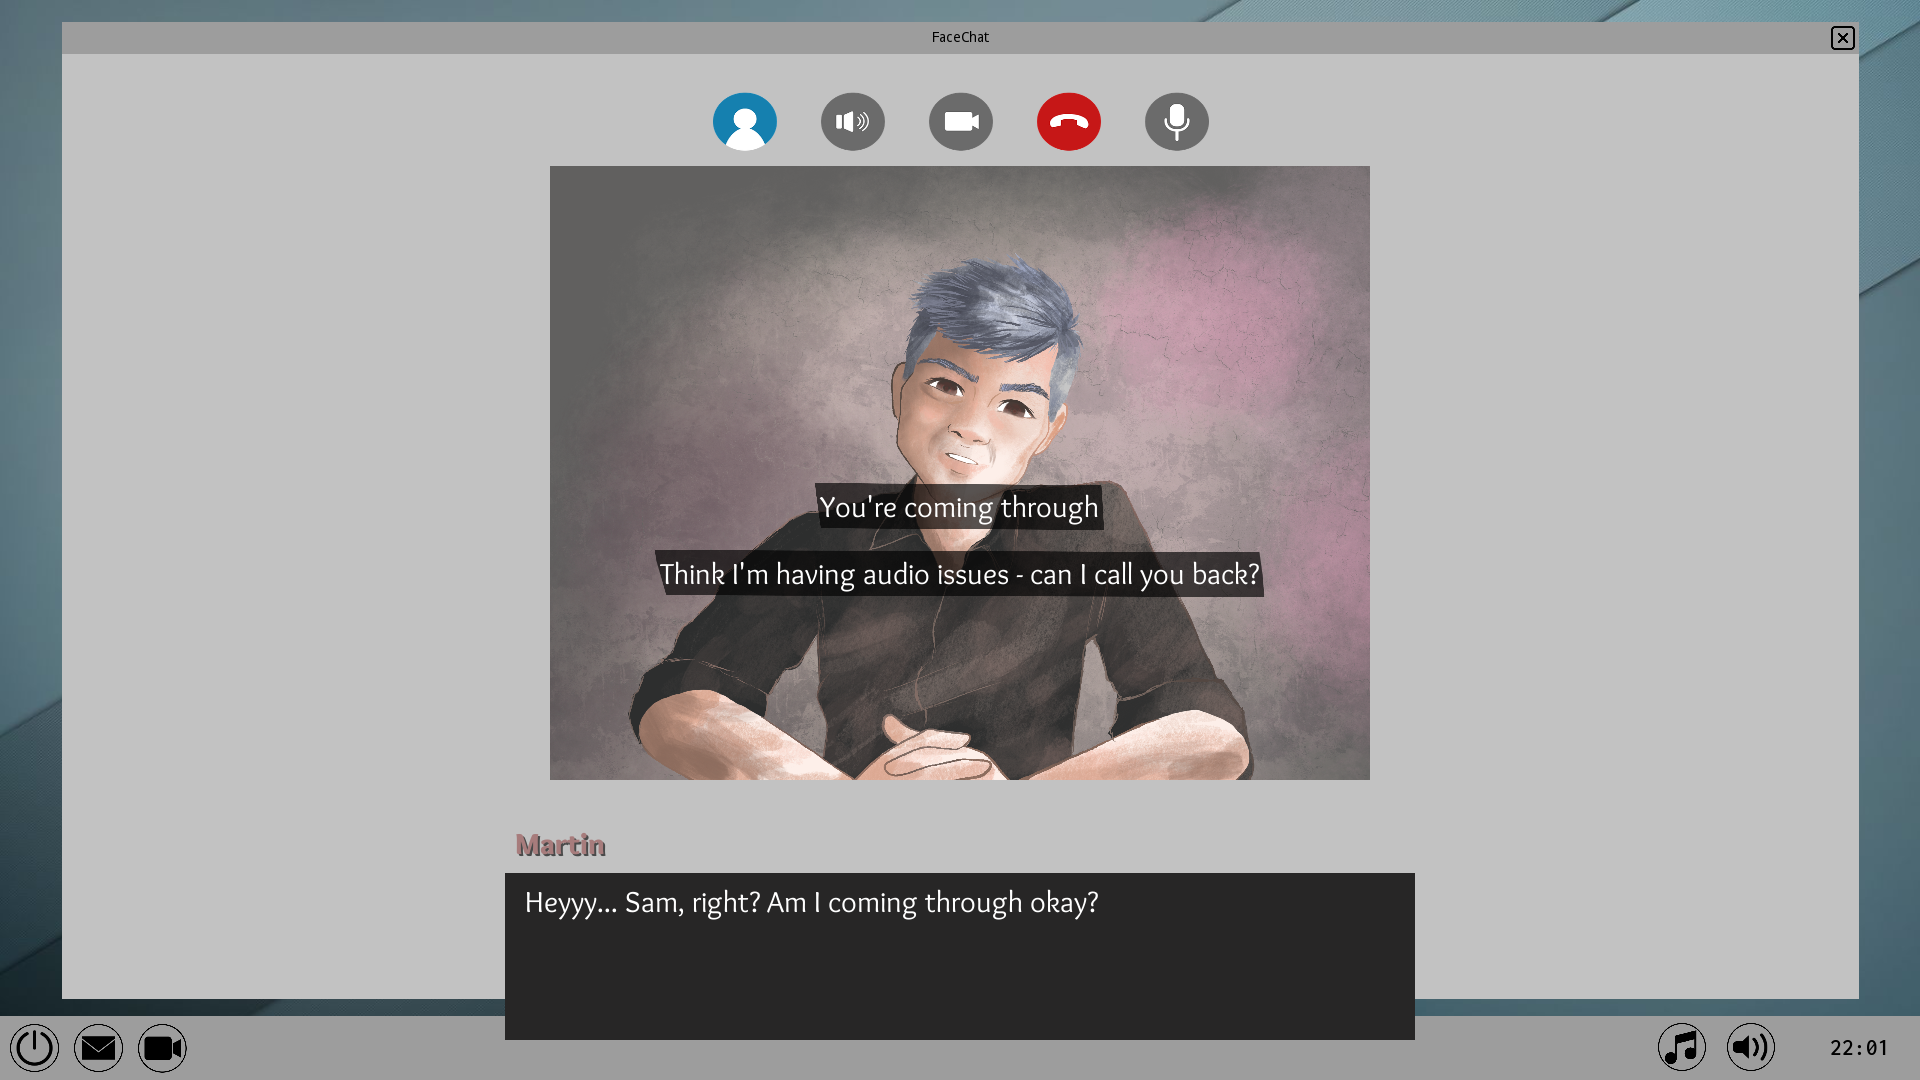 FaceChat
You're coming through
Think I'm having audio issues - can I call you back?
Martin
Heyyy... Sam, right? Am I coming through okay?
22:01